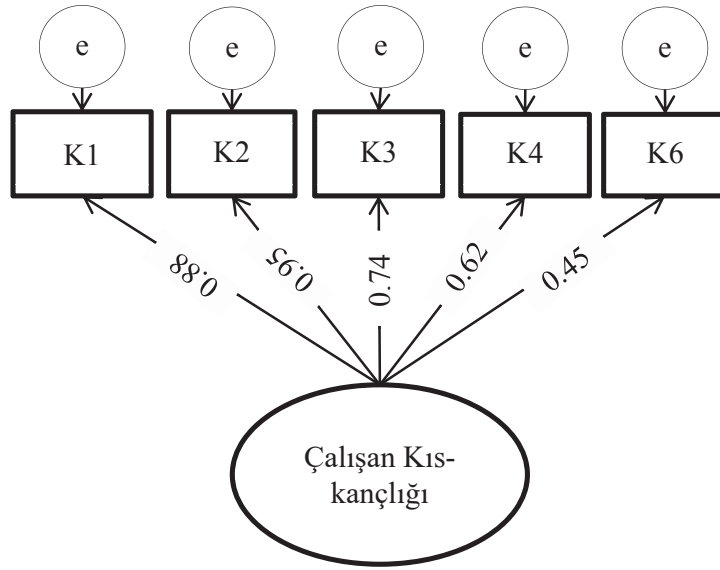 e e e e e
K1 K2 K3 K4 K6
0.88 0.95 0.74 0.62 0.45
Çalışan Kıs-
kançlığı